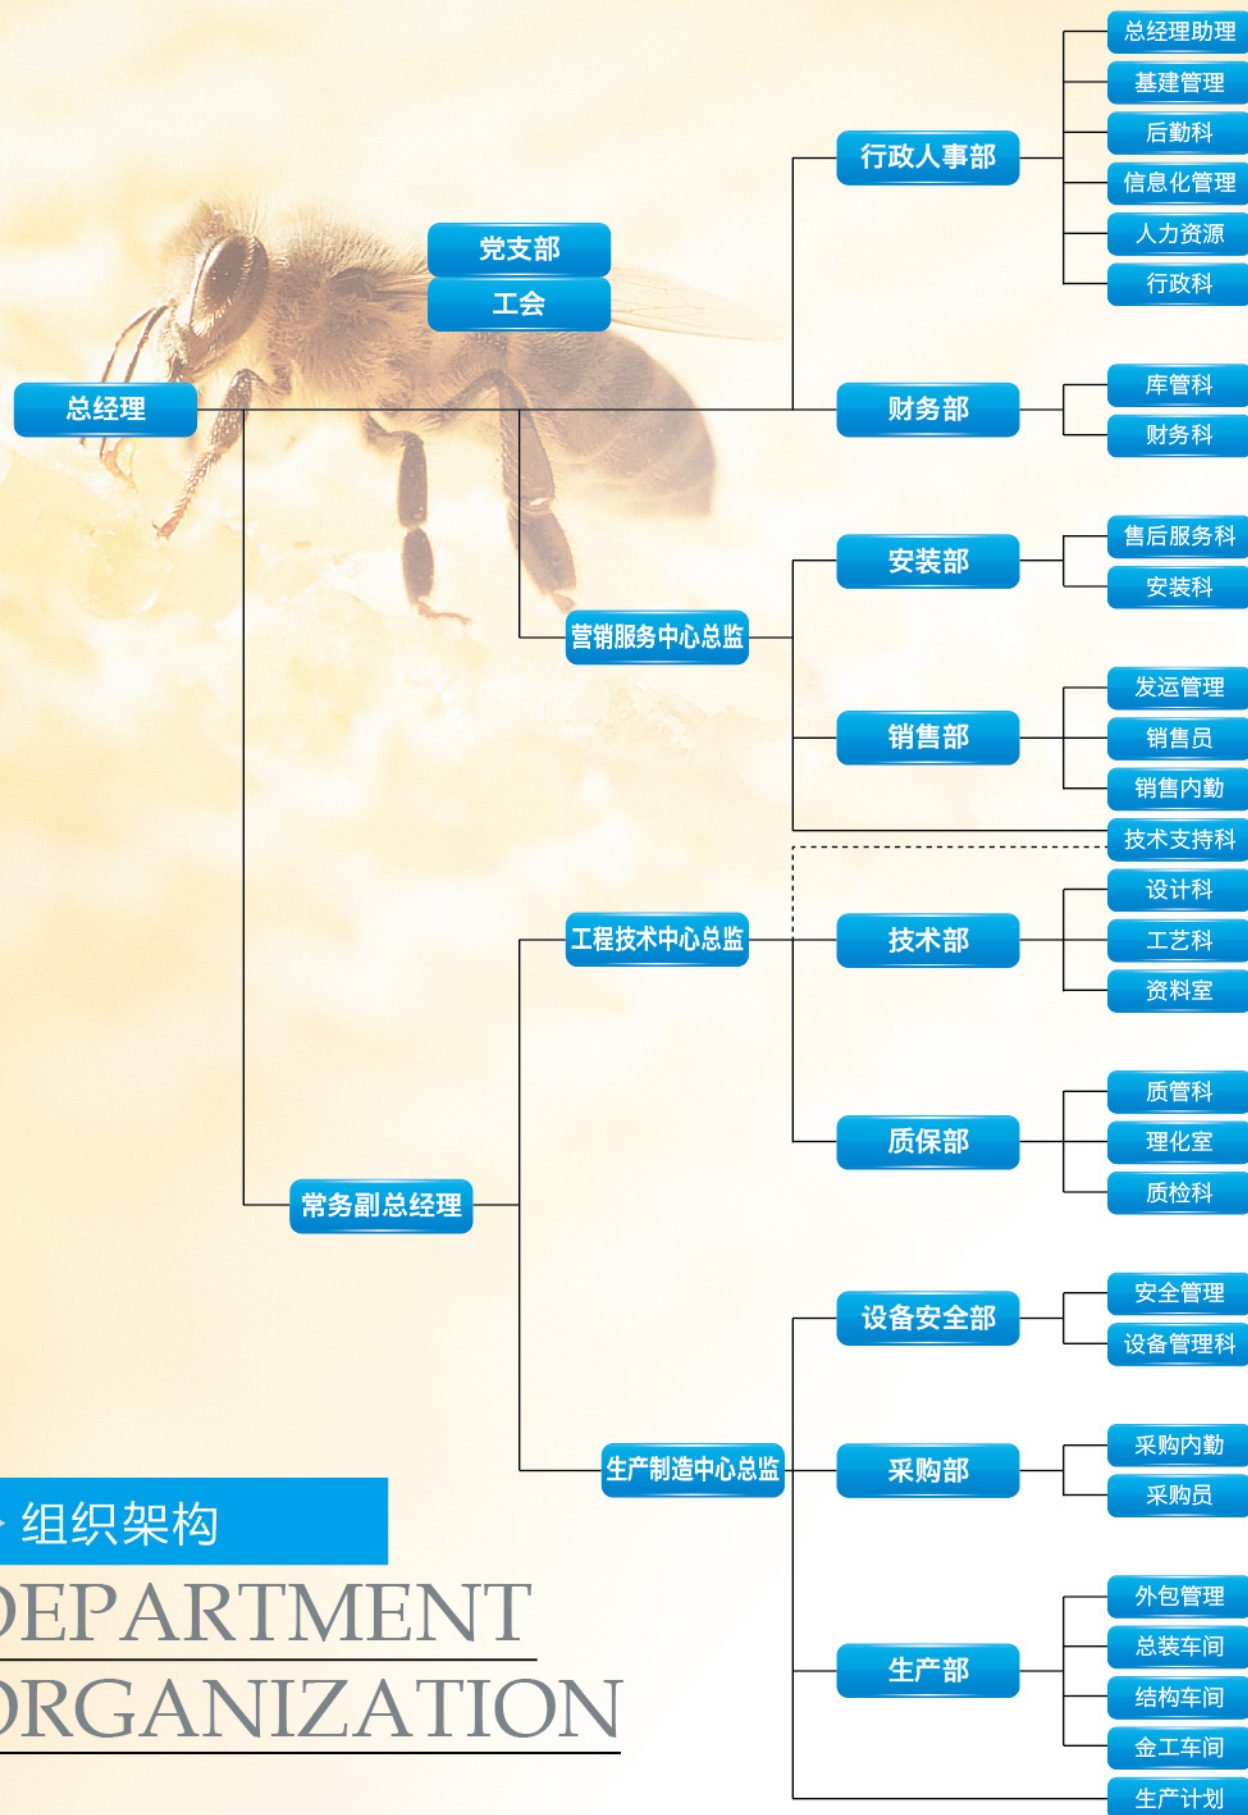 总经理助理
基建管理
后勤科
行政人事部
信息化管理
人力资源
行政科
党支部
工会
总经理
财务部
库管科
财务科
安装部
售后服务科
安装科
营销服务中心总监
销售部
发运管理
销售员
销售内勤
技术支持科
工程技术中心总监
技术部
设计科
工艺科
资料室
质保部
质管科
理化室
质检科
常务副总经理
设备安全部
安全管理
设备管理科
生产制造中心总监
采购部
采购内勤
采购员
生产部
外包管理
总装车间
结构车间
金工车间
生产计划
组织架构
DEPARTMENT
ORGANIZATION